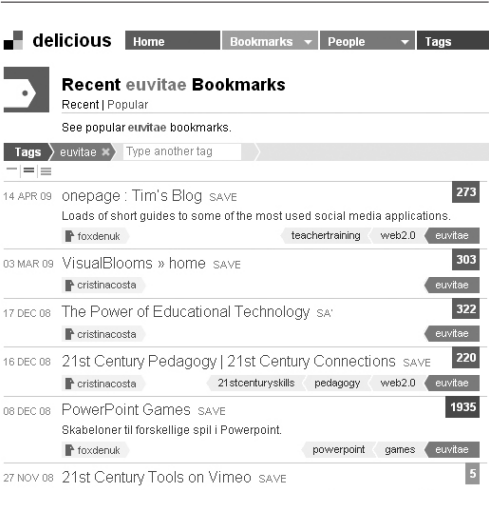 delicious Home Bookmarks People Tags
Recent euvitae Bookmarks
Recent | Popular
See popular euvitae bookmarks.
Tags euvitae Type another tag
14 APR 09 onepage : Tim's Blog SAVE 273
Loads of short guides to some of the most used social media applications.
foxdenuk teachertraining web2.0 euvitae
03 MAR 09 VisualBlooms » home SAVE 303
cristinacosta euvitae
17 DEC 08 The Power of Educational Technology SA' 322
cristinacosta euvitae
16 DEC 08 21st Century Pedagogy | 21st Century Connections SAVE 220
cristinacosta 21stcenturyskills pedagogy web2.0 euvitae
08 DEC 08 PowerPoint Games SAVE 1935
Skabeloner til forskellige spil i Powerpoint.
foxdenuk powerpoint games euvitae
27 NOV 08 21st Century Tools on Vimeo SAVE 5